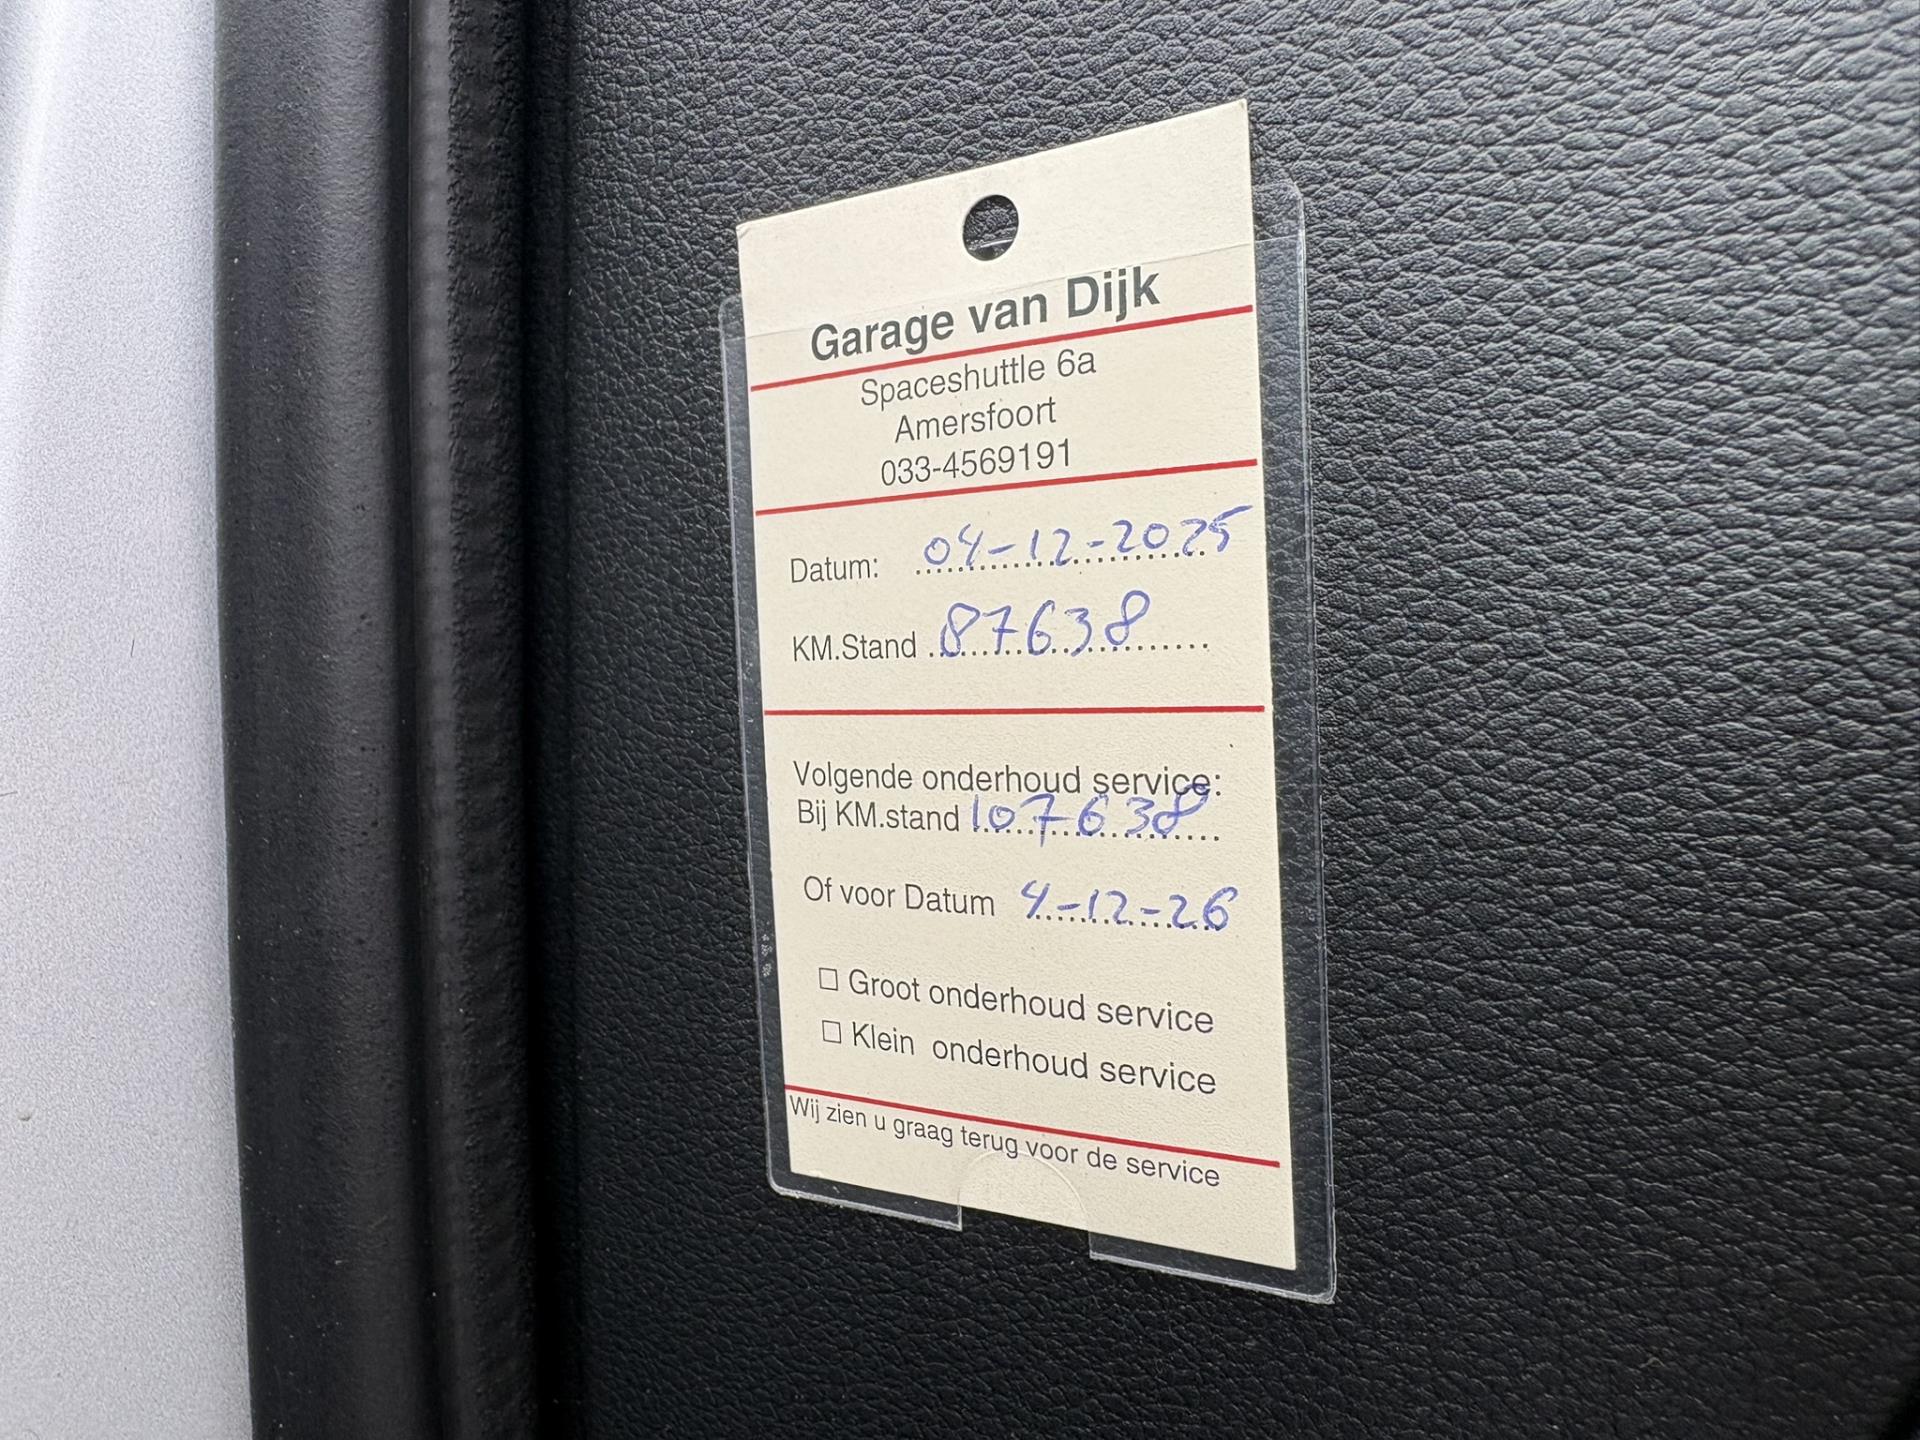 Garage van Dijk
Spaceshuttle 6a
Amersfoort
033-4569191
Datum: 04-12-2025
KM.Stand 87638
Volgende onderhoud service:
Bij KM.stand 107638
Of voor Datum 4-12-26
☐ Groot onderhoud service
☐ Klein onderhoud service
Wij zien u graag terug voor de service